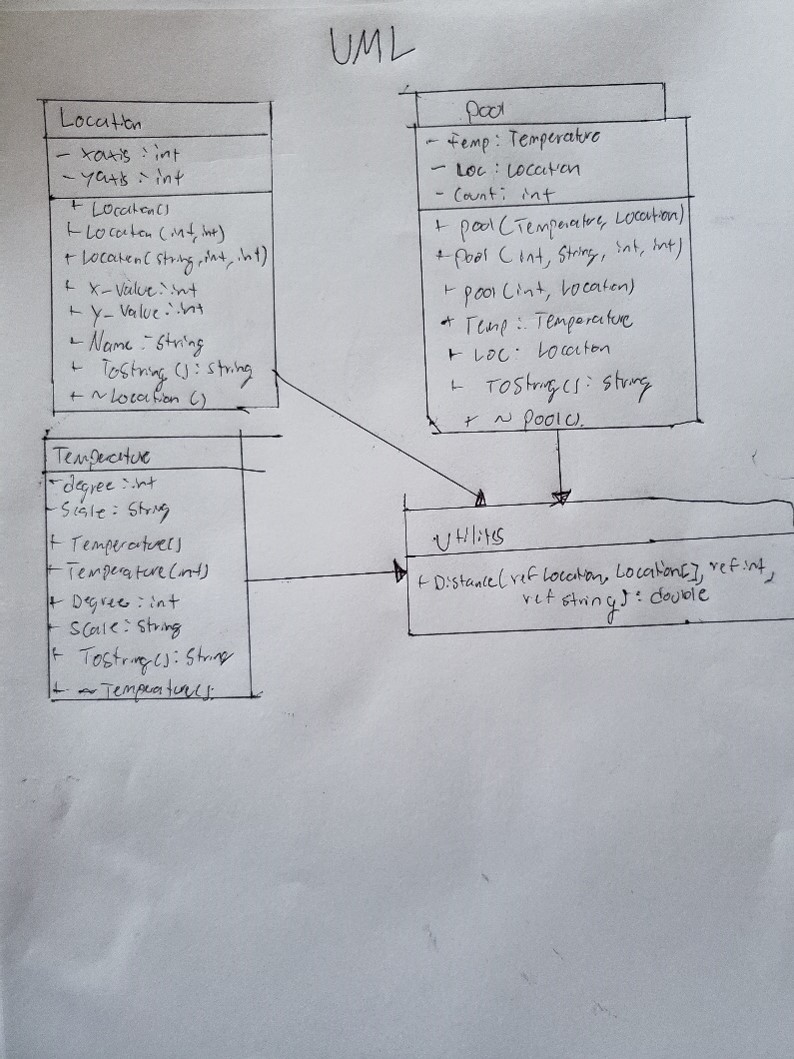 UML
Location
- xaxis : int
- yaxis : int
+ Location()
+ Location (int, int)
+ Location(string, int, int)
+ X-Value : int
+ Y-Value : int
+ Name : String
+ ToString() : string
+ ~Location ()
Pool
- temp : Temperature
- Loc : Location
- Count : int
+ pool (Temperature, Location)
+ pool (int, String, int, int)
+ pool (int, Location)
+ Temp : Temperature
+ Loc : Location
+ ToString() : string
+ ~ Pool()
Temperature
- degree : int
- Scale : String
+ Temperature()
+ Temperature(int)
+ Degree : int
+ Scale : String
+ ToString() : String
+ ~Temperature()
Utilites
+ Distance(ref Location, Location[], ref int,
ref string) : double